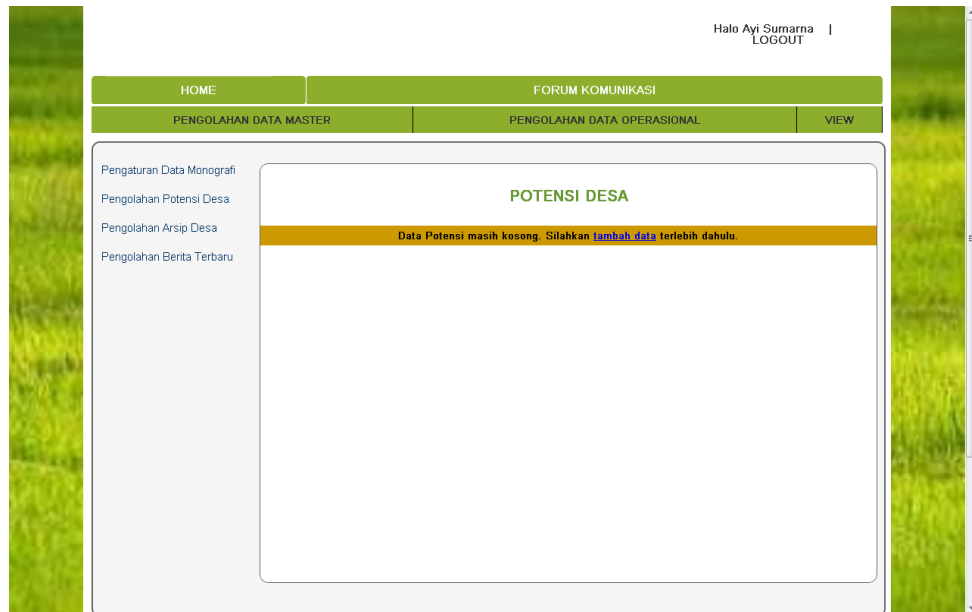 Halo Ayi Sumarna |
LOGOUT
HOME
FORUM KOMUNIKASI
PENGOLAHAN DATA MASTER
PENGOLAHAN DATA OPERASIONAL
VIEW
Pengaturan Data Monografi
Pengolahan Potensi Desa
Pengolahan Arsip Desa
Pengolahan Berita Terbaru
POTENSI DESA
Data Potensi masih kosong. Silahkan tambah data terlebih dahulu.